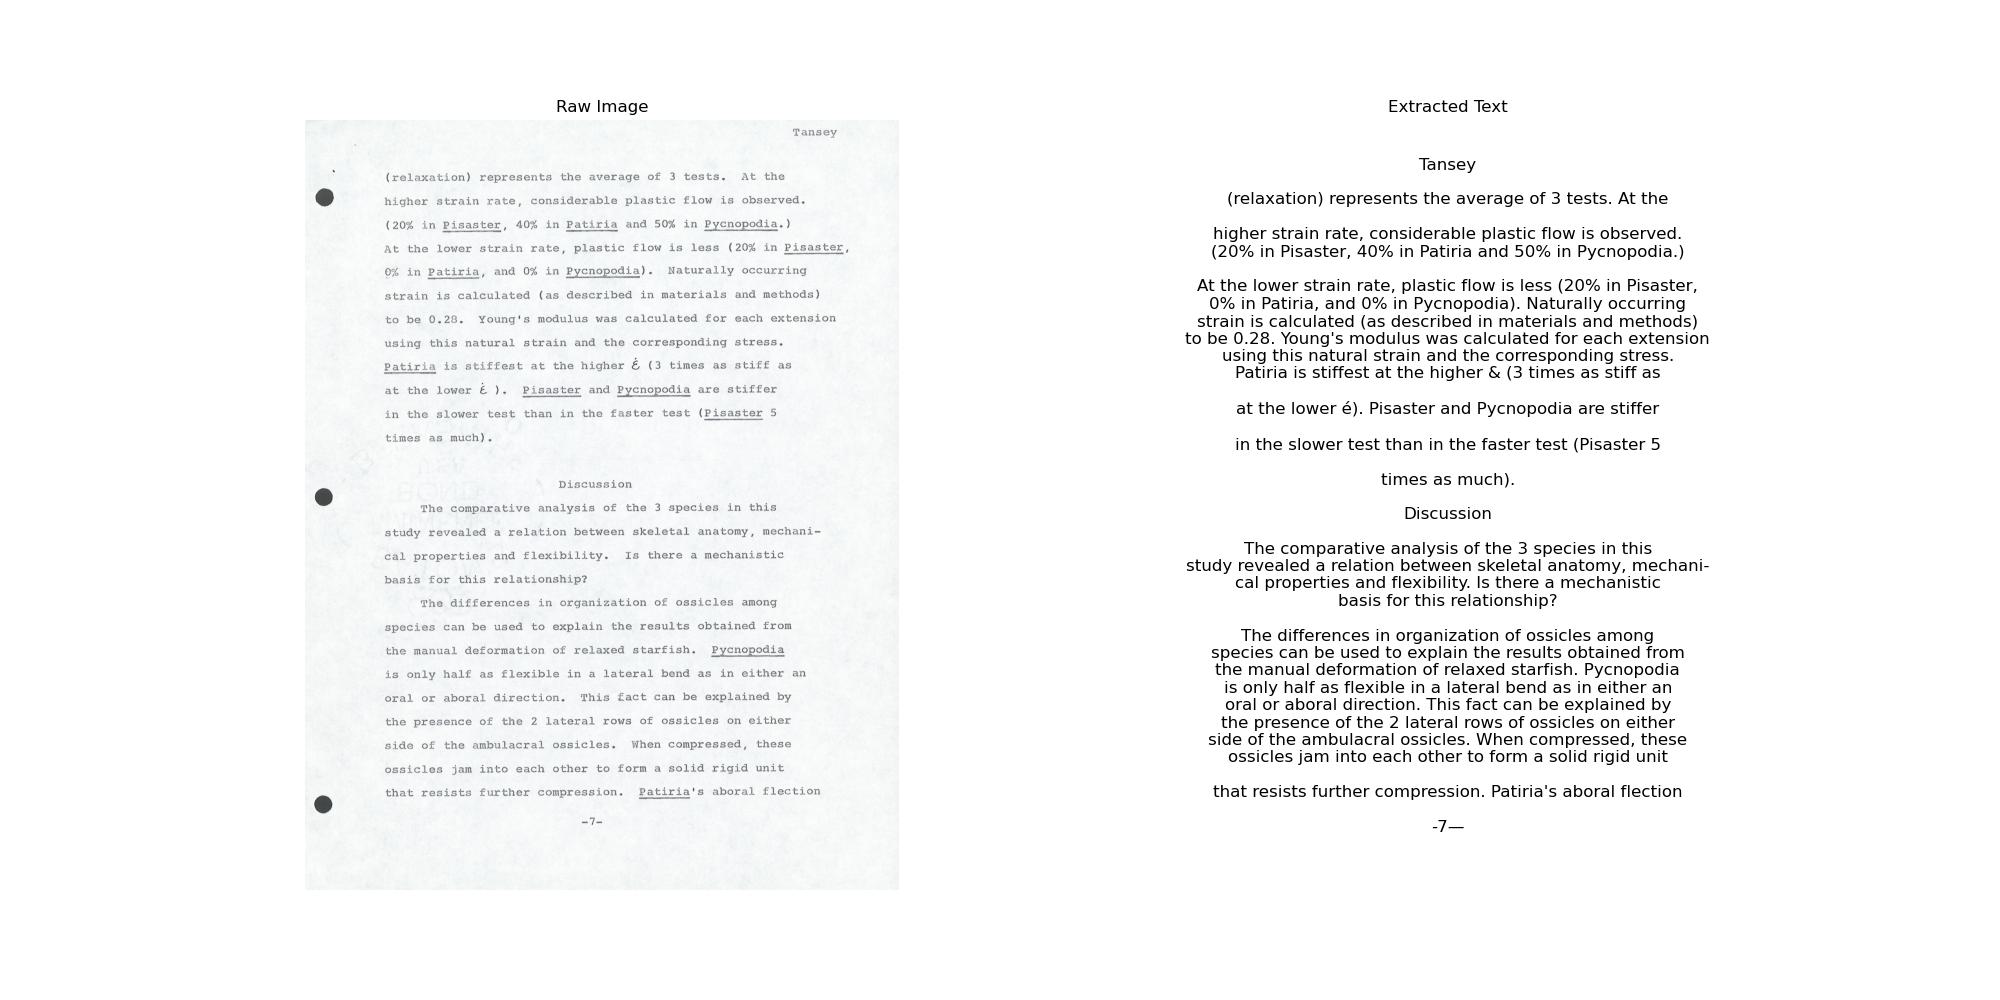 Raw Image
Tansey
(relaxation) represents the average of 3 tests.  At the
higher strain rate, considerable plastic flow is observed.
(20% in Pisaster, 40% in Patiria and 50% in Pycnopodia.)
At the lower strain rate, plastic flow is less (20% in Pisaster,
0% in Patiria, and 0% in Pycnopodia).  Naturally occurring
strain is calculated (as described in materials and methods)
to be 0.28.  Young's modulus was calculated for each extension
using this natural strain and the corresponding stress.
Patiria is stiffest at the higher ε̇ (3 times as stiff as
at the lower ε̇ ).  Pisaster and Pycnopodia are stiffer
in the slower test than in the faster test (Pisaster 5
times as much).
Discussion
The comparative analysis of the 3 species in this
study revealed a relation between skeletal anatomy, mechani-
cal properties and flexibility.  Is there a mechanistic
basis for this relationship?
The differences in organization of ossicles among
species can be used to explain the results obtained from
the manual deformation of relaxed starfish.  Pycnopodia
is only half as flexible in a lateral bend as in either an
oral or aboral direction.  This fact can be explained by
the presence of the 2 lateral rows of ossicles on either
side of the ambulacral ossicles.  When compressed, these
ossicles jam into each other to form a solid rigid unit
that resists further compression.  Patiria's aboral flection
-7-
Extracted Text
Tansey
(relaxation) represents the average of 3 tests. At the
higher strain rate, considerable plastic flow is observed.
(20% in Pisaster, 40% in Patiria and 50% in Pycnopodia.)
At the lower strain rate, plastic flow is less (20% in Pisaster,
0% in Patiria, and 0% in Pycnopodia). Naturally occurring
strain is calculated (as described in materials and methods)
to be 0.28. Young's modulus was calculated for each extension
using this natural strain and the corresponding stress.
Patiria is stiffest at the higher & (3 times as stiff as
at the lower é). Pisaster and Pycnopodia are stiffer
in the slower test than in the faster test (Pisaster 5
times as much).
Discussion
The comparative analysis of the 3 species in this
study revealed a relation between skeletal anatomy, mechani-
cal properties and flexibility. Is there a mechanistic
basis for this relationship?
The differences in organization of ossicles among
species can be used to explain the results obtained from
the manual deformation of relaxed starfish. Pycnopodia
is only half as flexible in a lateral bend as in either an
oral or aboral direction. This fact can be explained by
the presence of the 2 lateral rows of ossicles on either
side of the ambulacral ossicles. When compressed, these
ossicles jam into each other to form a solid rigid unit
that resists further compression. Patiria's aboral flection
-7—